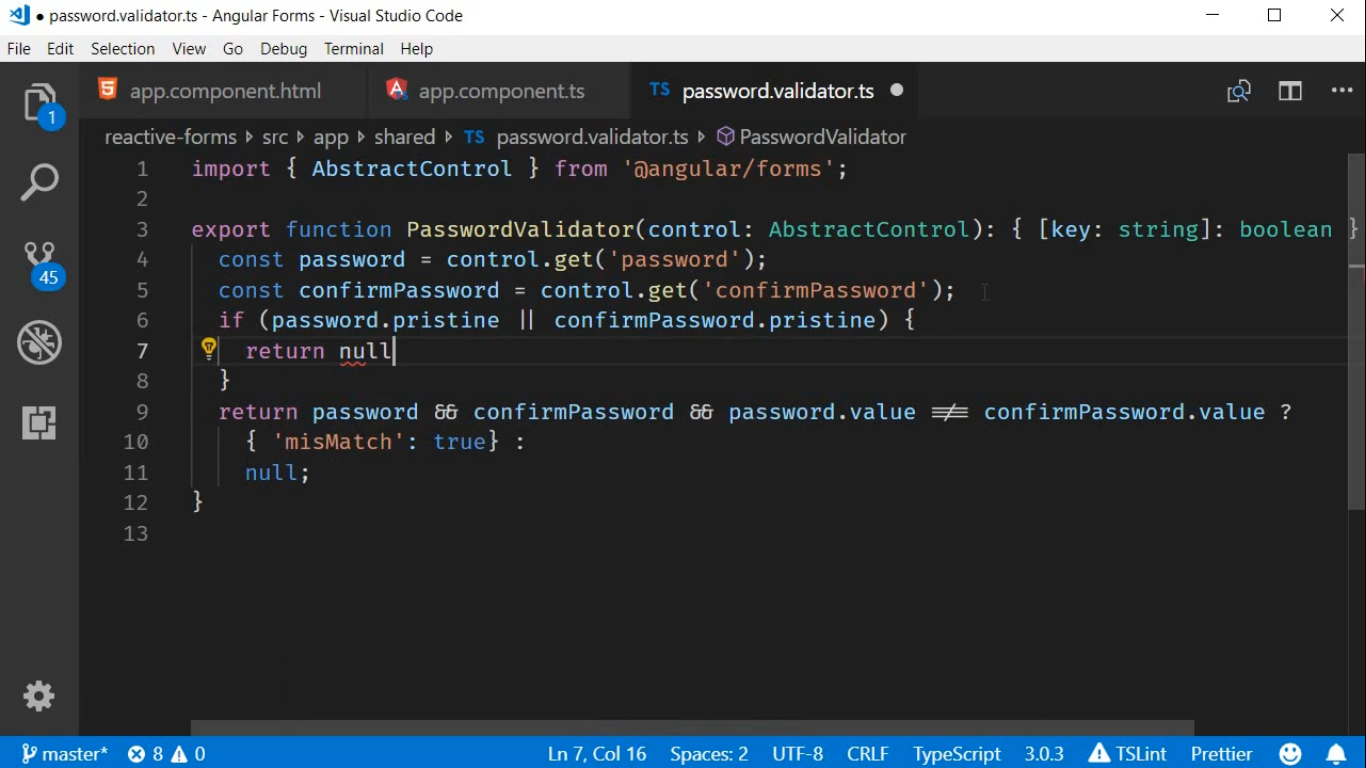 password.validator.ts - Angular Forms - Visual Studio Code
File Edit Selection View Go Debug Terminal Help
app.component.html app.component.ts TS password.validator.ts
1
reactive-forms src app shared TS password.validator.ts PasswordValidator
1 import { AbstractControl } from '@angular/forms';
2
3 export function PasswordValidator(control: AbstractControl): { [key: string]: boolean }
4 const password = control.get('password');
5 const confirmPassword = control.get('confirmPassword');
45
6 if (password.pristine || confirmPassword.pristine) {
7 return null
8 }
9 return password && confirmPassword && password.value !== confirmPassword.value ?
10 { 'misMatch': true} :
11 null;
12 }
13
master* 8 0 Ln 7, Col 16 Spaces: 2 UTF-8 CRLF TypeScript 3.0.3 TSLint Prettier